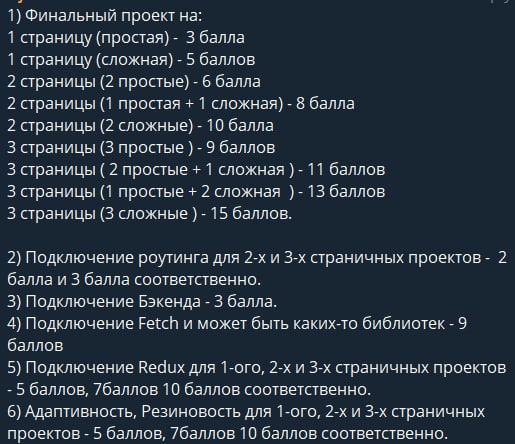 1) Финальный проект на:
1 страницу (простая) - 3 балла
1 страницу (сложная) - 5 баллов
2 страницы (2 простые) - 6 балла
2 страницы (1 простая + 1 сложная) - 8 балла
2 страницы (2 сложные) - 10 балла
3 страницы (3 простые ) - 9 баллов
3 страницы ( 2 простые + 1 сложная ) - 11 баллов
3 страницы (1 простые + 2 сложная ) - 13 баллов
3 страницы (3 сложные ) - 15 баллов.
2) Подключение роутинга для 2-х и 3-х страничных проектов - 2
балла и 3 балла соответственно.
3) Подключение Бэкенда - 3 балла.
4) Подключение Fetch и может быть каких-то библиотек - 9
баллов
5) Подключение Redux для 1-ого, 2-х и 3-х страничных проектов
- 5 баллов, 7баллов 10 баллов соответственно.
6) Адаптивность, Резиновость для 1-ого, 2-х и 3-х страничных
проектов - 5 баллов, 7баллов 10 баллов соответственно.